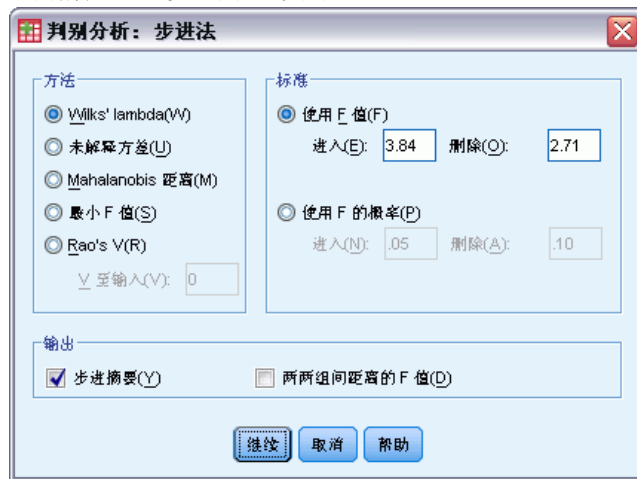 判别分析：步进法
方法
Wilks' lambda(W)
未解释方差(U)
Mahalanobis 距离(M)
最小 F 值(S)
Rao's V(R)
V 至输入(V): 0
标准
使用 F 值(F)
进入(E): 3.84 删除(O): 2.71
使用 F 的概率(P)
进入(N): .05 删除(A): .10
输出
步进摘要(Y) 两两组间距离的 F 值(D)
继续 取消 帮助